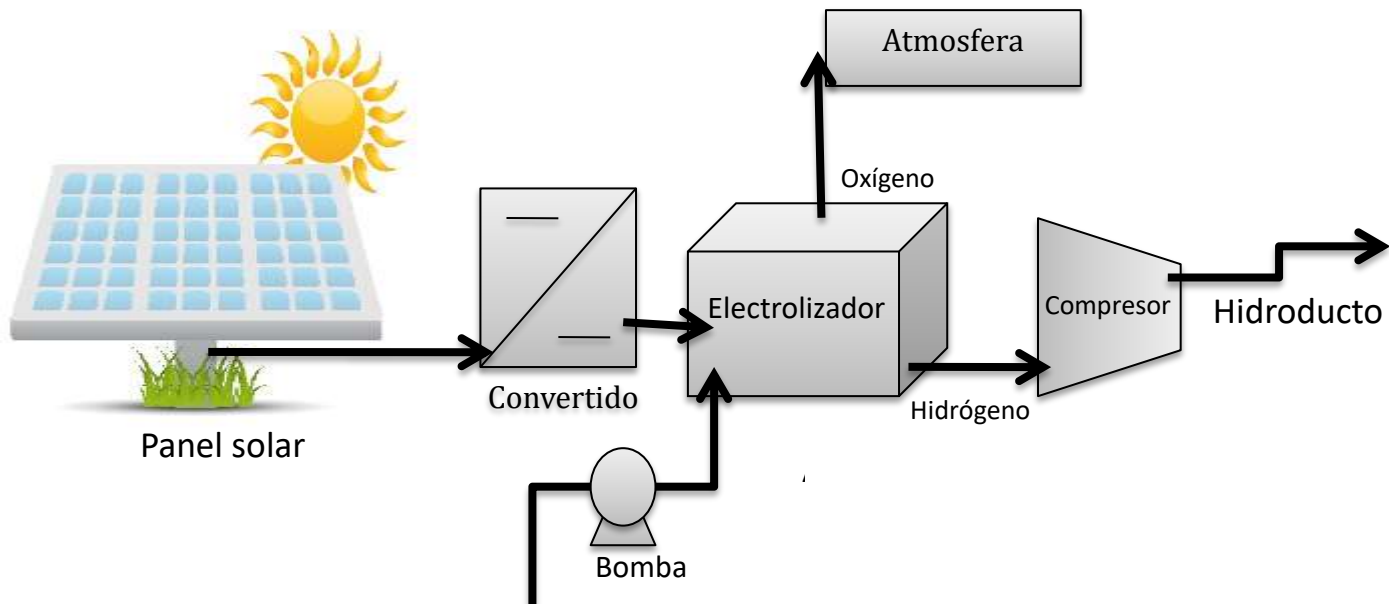 Atmosfera
Oxígeno
Electrolizador
Compresor
Hidroducto
Convertido
Hidrógeno
Panel solar
Bomba